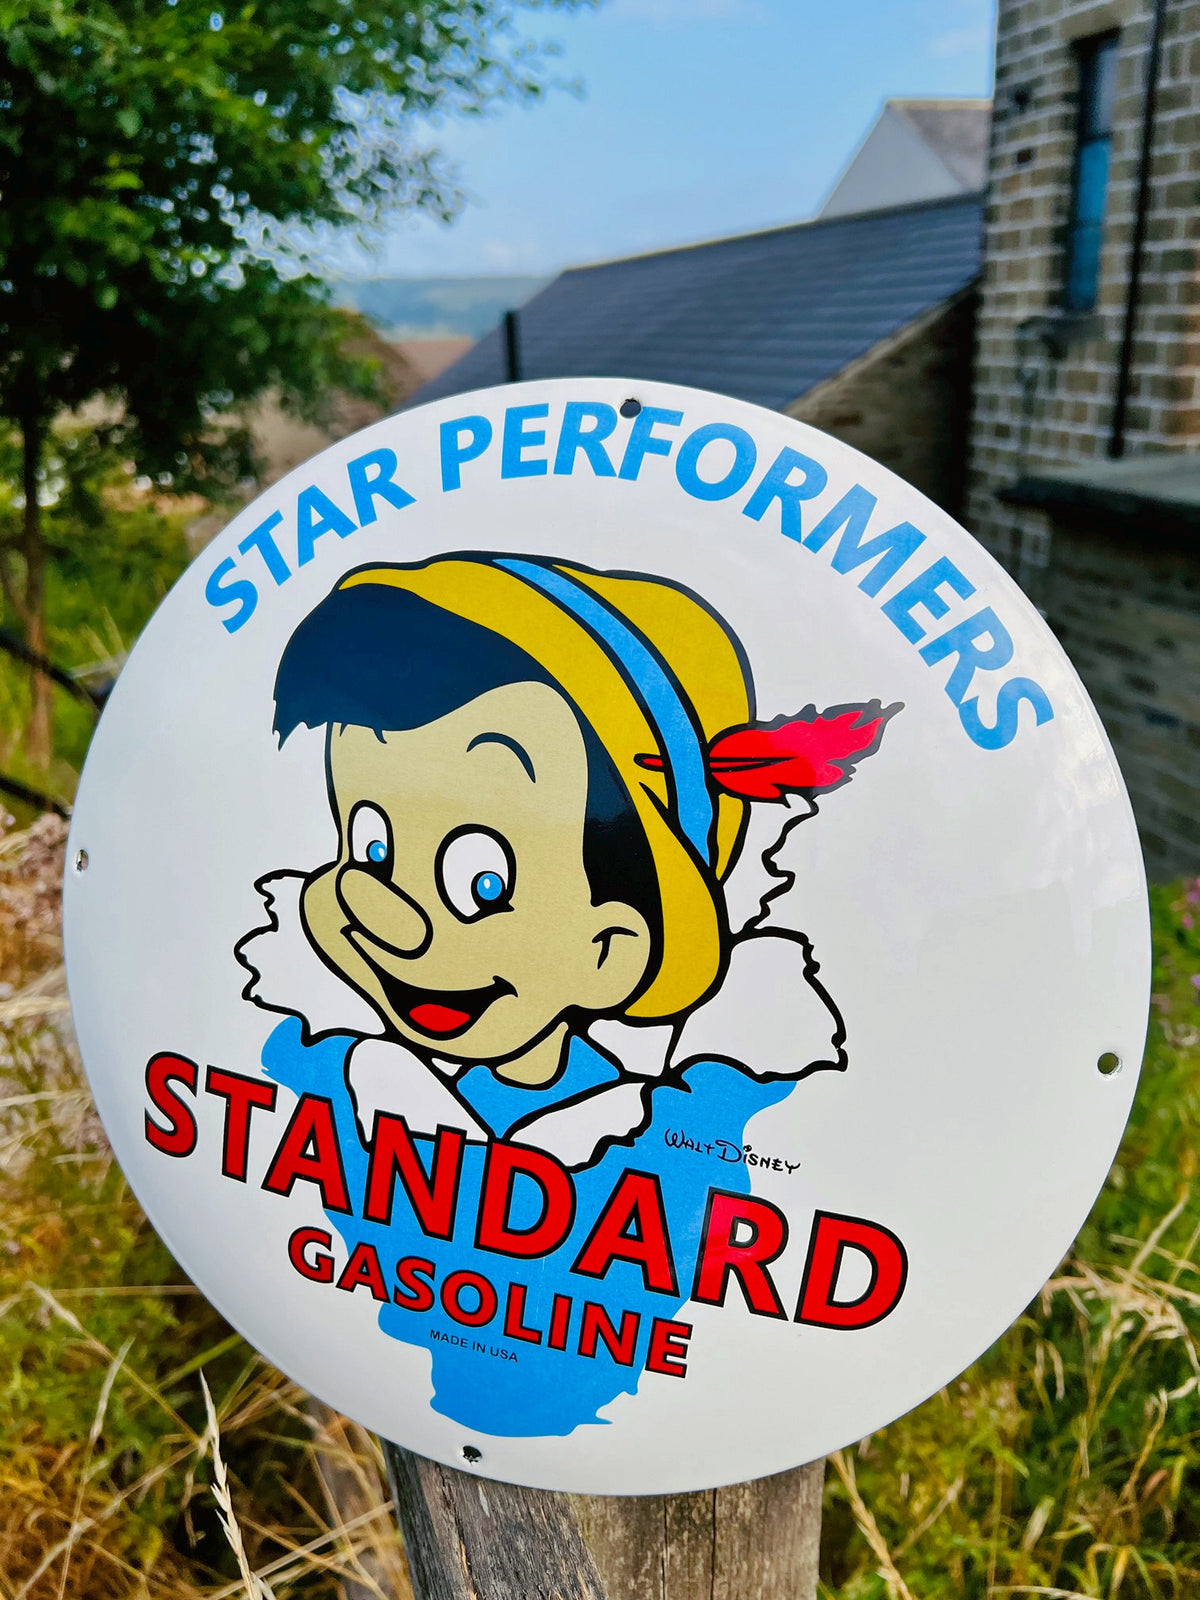 STAR PERFORMERS
WALT DISNEY
STANDARD
GASOLINE
MADE IN USA